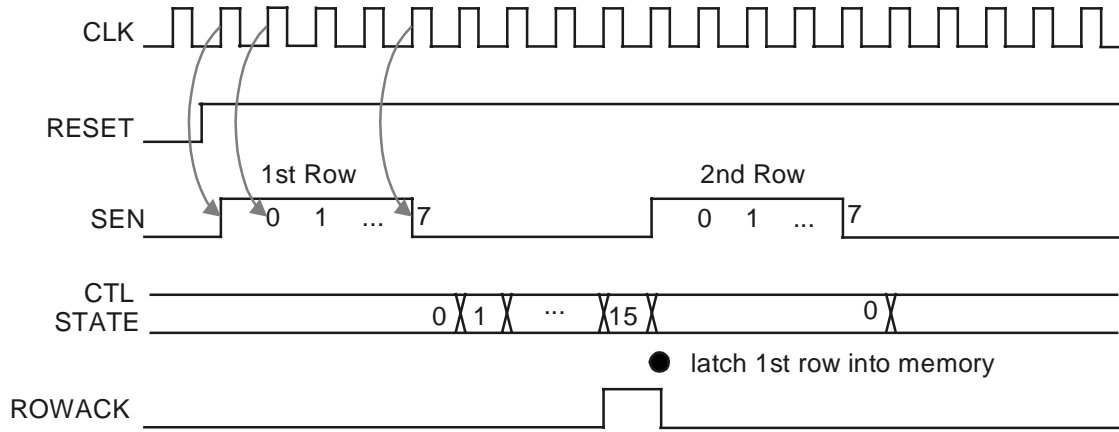 CLK
RESET
1st Row
2nd Row
SEN
0 1 ... 7
0 1 ... 7
CTL
STATE
0 1 ... 15
0
latch 1st row into memory
ROWACK